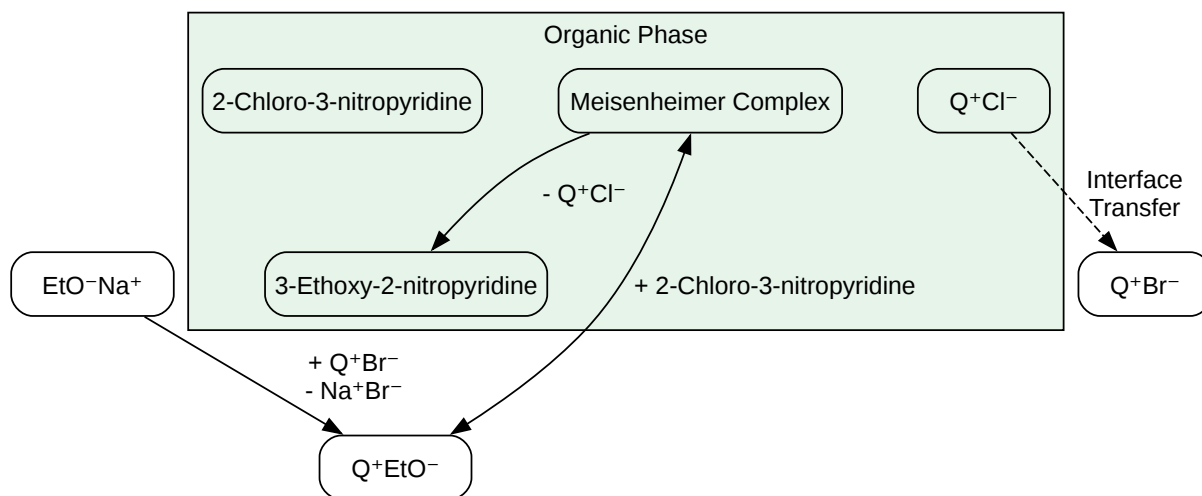 Organic Phase
2-Chloro-3-nitropyridine
Meisenheimer Complex
Q⁺Cl⁻
- Q⁺Cl⁻
Interface
Transfer
EtO⁻Na⁺
3-Ethoxy-2-nitropyridine
+ 2-Chloro-3-nitropyridine
Q⁺Br⁻
+ Q⁺Br⁻
- Na⁺Br⁻
Q⁺EtO⁻